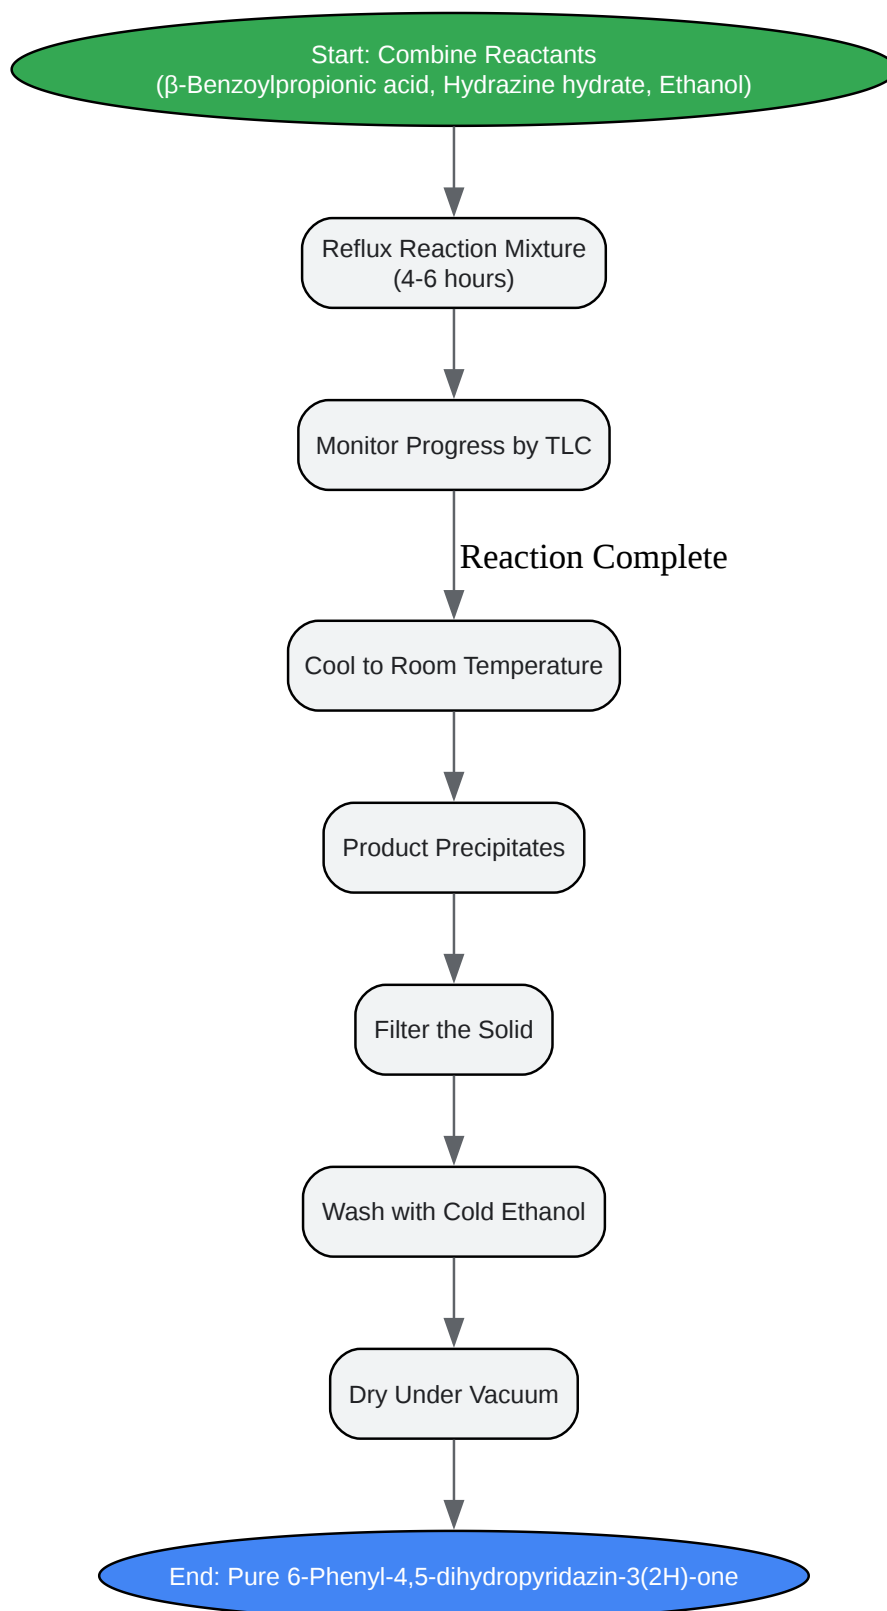 Start: Combine Reactants
(β-Benzoylpropionic acid, Hydrazine hydrate, Ethanol)
Reflux Reaction Mixture
(4-6 hours)
Monitor Progress by TLC
Reaction Complete
Cool to Room Temperature
Product Precipitates
Filter the Solid
Wash with Cold Ethanol
Dry Under Vacuum
End: Pure 6-Phenyl-4,5-dihydropyridazin-3(2H)-one